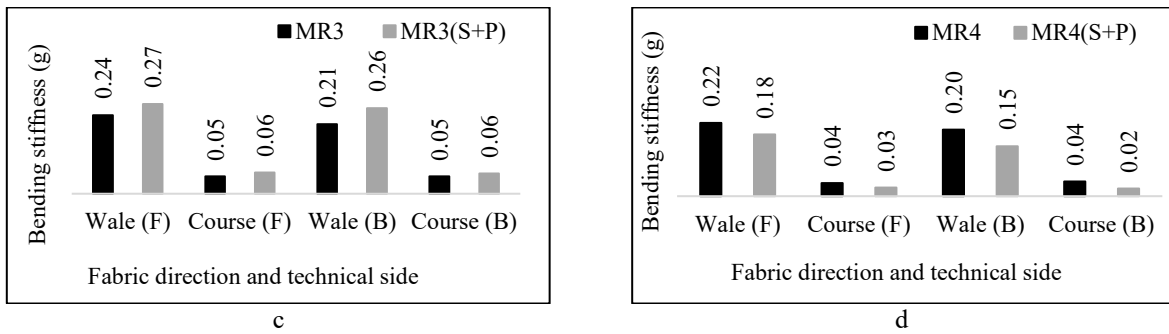 MR3 MR3(S+P)
Bending stiffness (g)
0.24 0.27 0.05 0.06 0.21 0.26 0.05 0.06
Wale (F) Course (F) Wale (B) Course (B)
Fabric direction and technical side
c
MR4 MR4(S+P)
Bending stiffness (g)
0.22 0.18 0.04 0.03 0.20 0.15 0.04 0.02
Wale (F) Course (F) Wale (B) Course (B)
Fabric direction and technical side
d